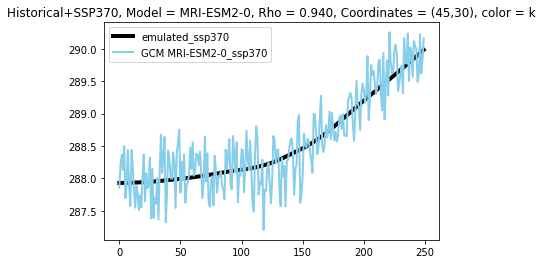 Historical+SSP370, Model = MRI-ESM2-0, Rho = 0.940, Coordinates = (45,30), color = k
emulated_ssp370
GCM MRI-ESM2-0_ssp370
290.0
289.5
289.0
288.5
288.0
287.5
0 50 100 150 200 250